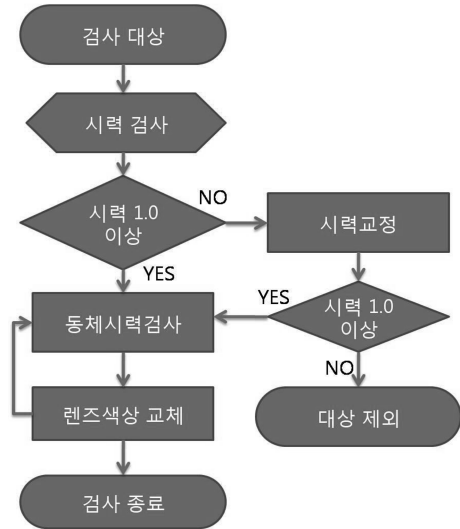 검사 대상
시력 검사
시력 1.0
이상
NO
시력교정
YES
시력 1.0
이상
YES
동체시력검사
NO
렌즈색상 교체
대상 제외
검사 종료